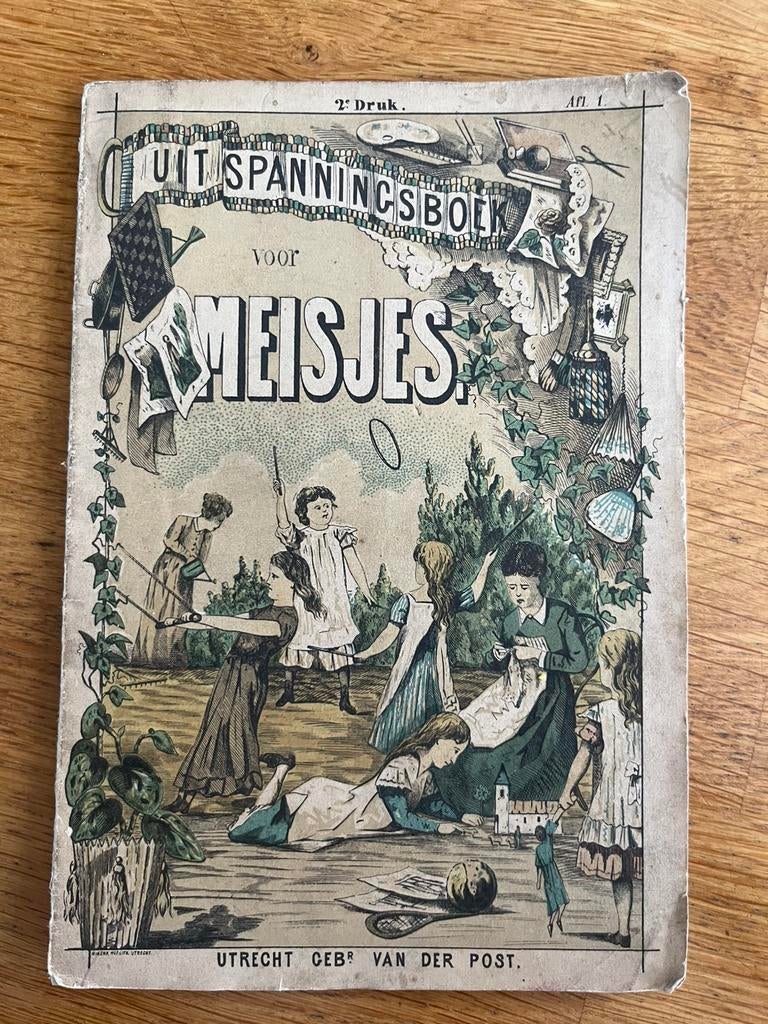 2e Druk.
Afl. 1.
UITSPANNINGSBOEK
voor
MEISJES.
UTRECHT GEBR VAN DER POST.